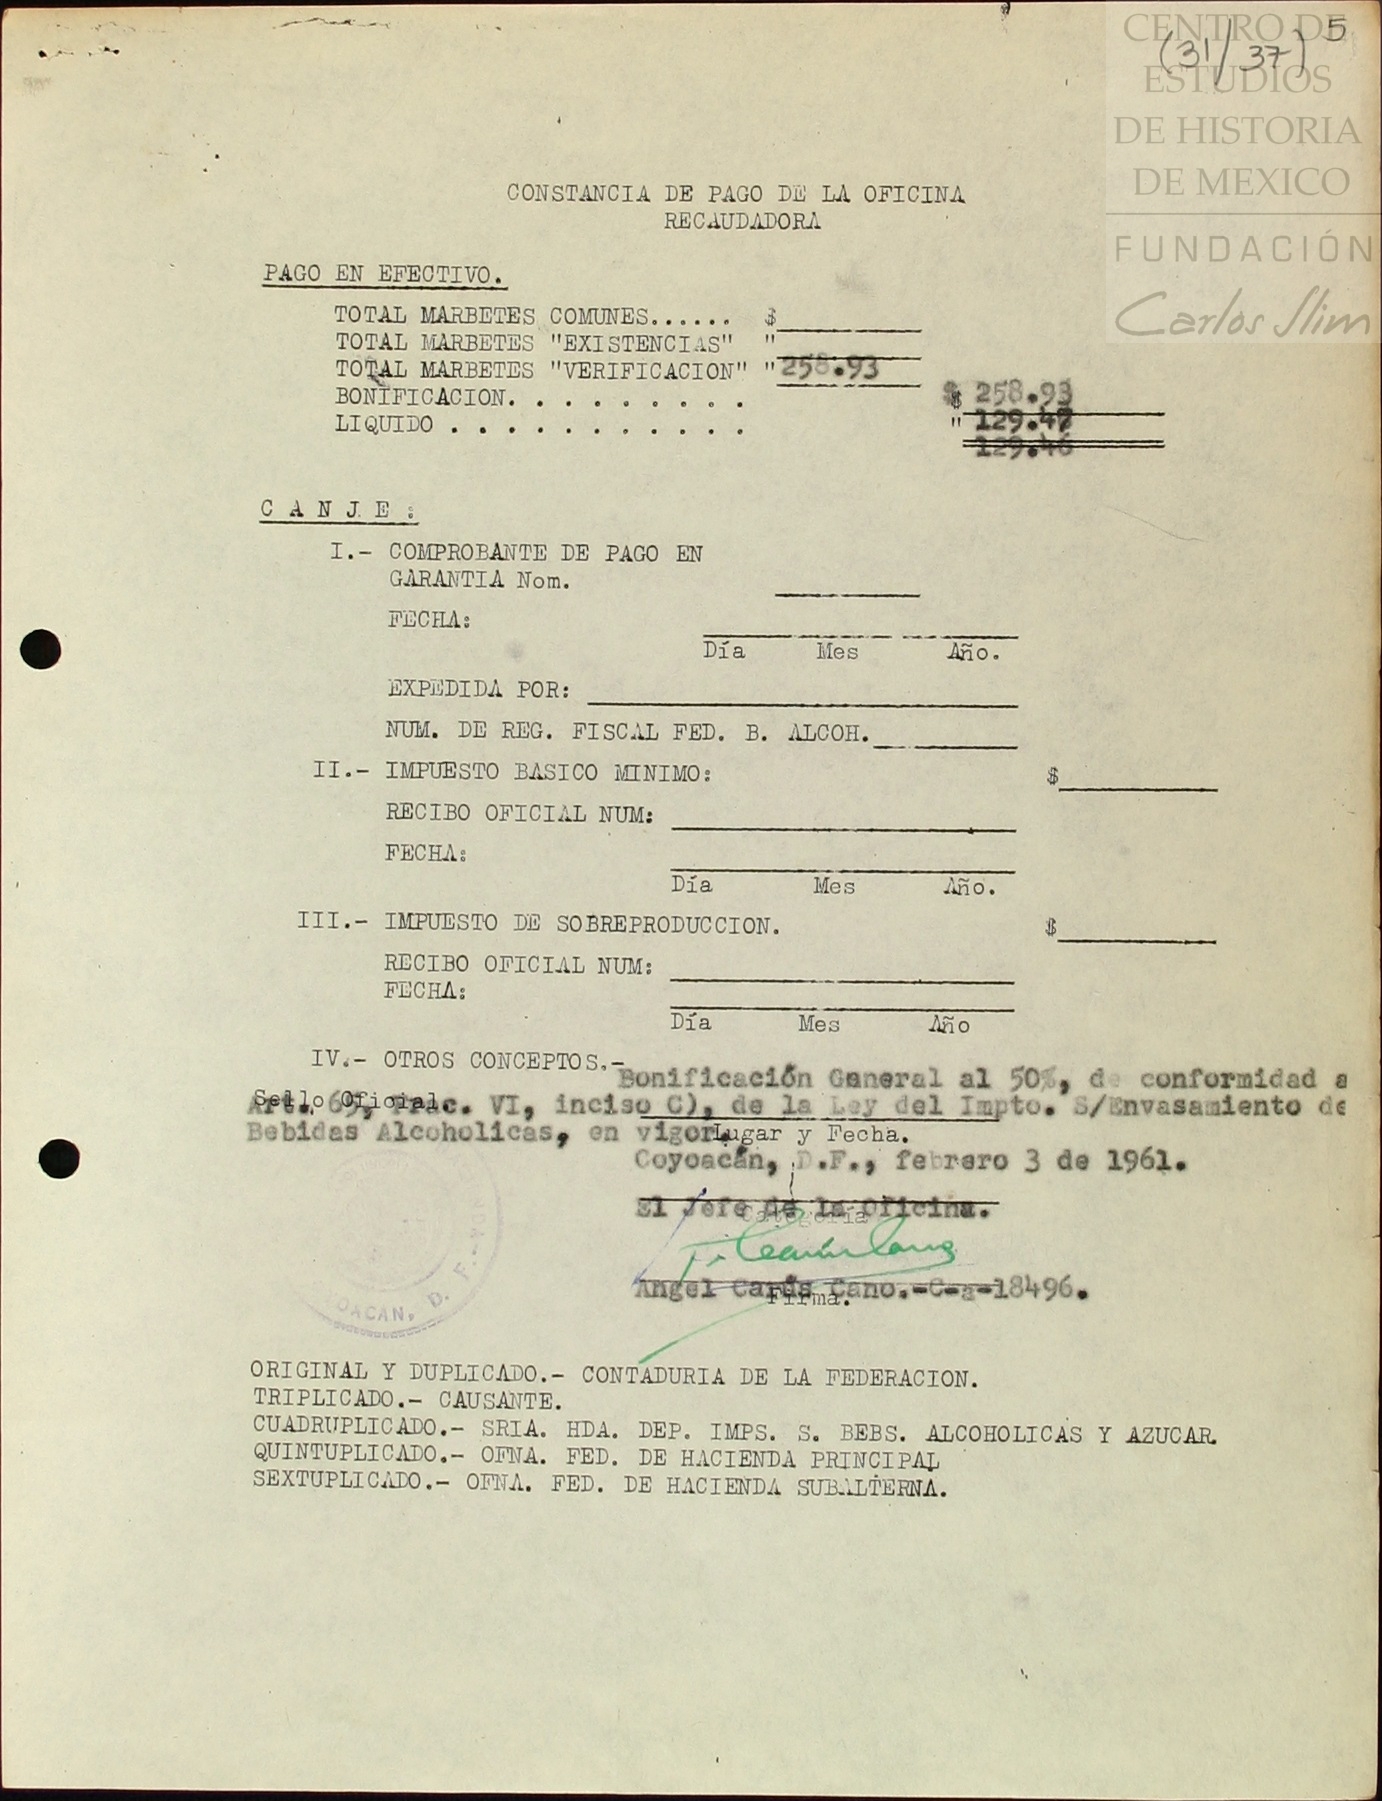 5
(31/37)
CENTRO DE
ESTUDIOS
DE HISTORIA
DE MEXICO
FUNDACIÓN
Carlos Slim
CONSTANCIA DE PAGO DE LA OFICINA
RECAUDADORA
PAGO EN EFECTIVO.
TOTAL MARBETES COMUNES...... $
TOTAL MARBETES "EXISTENCIAS" "
TOTAL MARBETES "VERIFICACION" " 258.93
$ 258.93
BONIFICACION. . . . . . . . . $ 129.47
LIQUIDO . . . . . . . . . . . " 129.46
C A N J E :
I.- COMPROBANTE DE PAGO EN
GARANTIA Nom.
FECHA:
Día Mes Año.
EXPEDIDA POR:
NUM. DE REG. FISCAL FED. B. ALCOH.
II.- IMPUESTO BASICO MINIMO: $
RECIBO OFICIAL NUM:
FECHA:
Día Mes Año.
III.- IMPUESTO DE SOBREPRODUCCION. $
RECIBO OFICIAL NUM:
FECHA:
Día Mes Año
IV.- OTROS CONCEPTOS.-
Bonificación General al 50%, de conformidad a
Sello Oficial.
Art. 69, Frac. VI, inciso C), de la Ley del Impto. S/Envasamiento de
Bebidas Alcoholicas, en vigor.
Lugar y Fecha.
Coyoacán, D.F., febrero 3 de 1961.
El Jefe de la Oficina.
Categoria
Angel Carús Cano.-C-a-18496.
Firma.
OACAN, D. F.
ORIGINAL Y DUPLICADO.- CONTADURIA DE LA FEDERACION.
TRIPLICADO.- CAUSANTE.
CUADRUPLICADO.- SRIA. HDA. DEP. IMPS. S. BEBS. ALCOHOLICAS Y AZUCAR.
QUINTUPLICADO.- OFNA. FED. DE HACIENDA PRINCIPAL
SEXTUPLICADO.- OFNA. FED. DE HACIENDA SUBALTERNA.